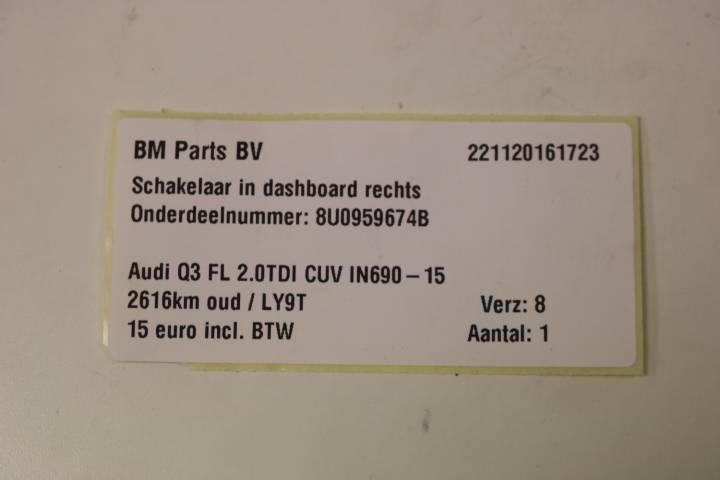 BM Parts BV 221120161723
Schakelaar in dashboard rechts
Onderdeelnummer: 8U0959674B
Audi Q3 FL 2.0TDI CUV IN690-15
2616km oud / LY9T Verz: 8
15 euro incl. BTW Aantal: 1